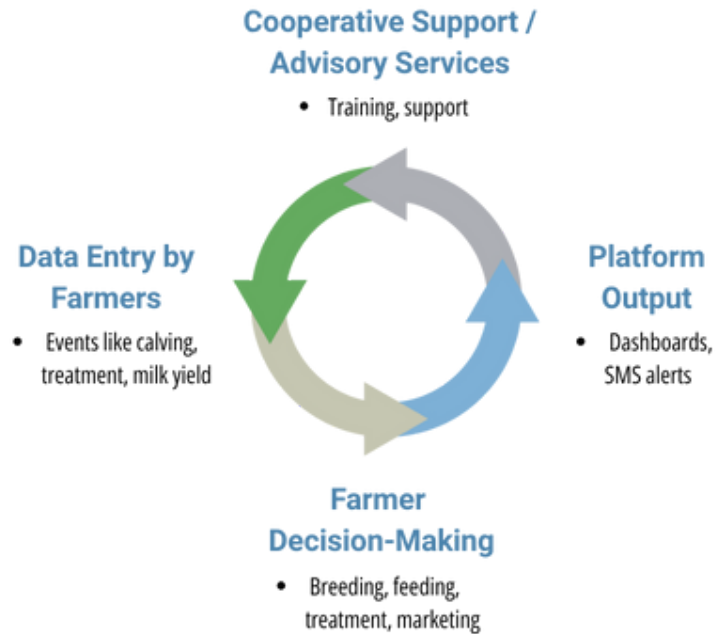 Cooperative Support /
Advisory Services
• Training, support
Data Entry by
Farmers
• Events like calving,
treatment, milk yield
Platform
Output
• Dashboards,
SMS alerts
Farmer
Decision-Making
• Breeding, feeding,
treatment, marketing